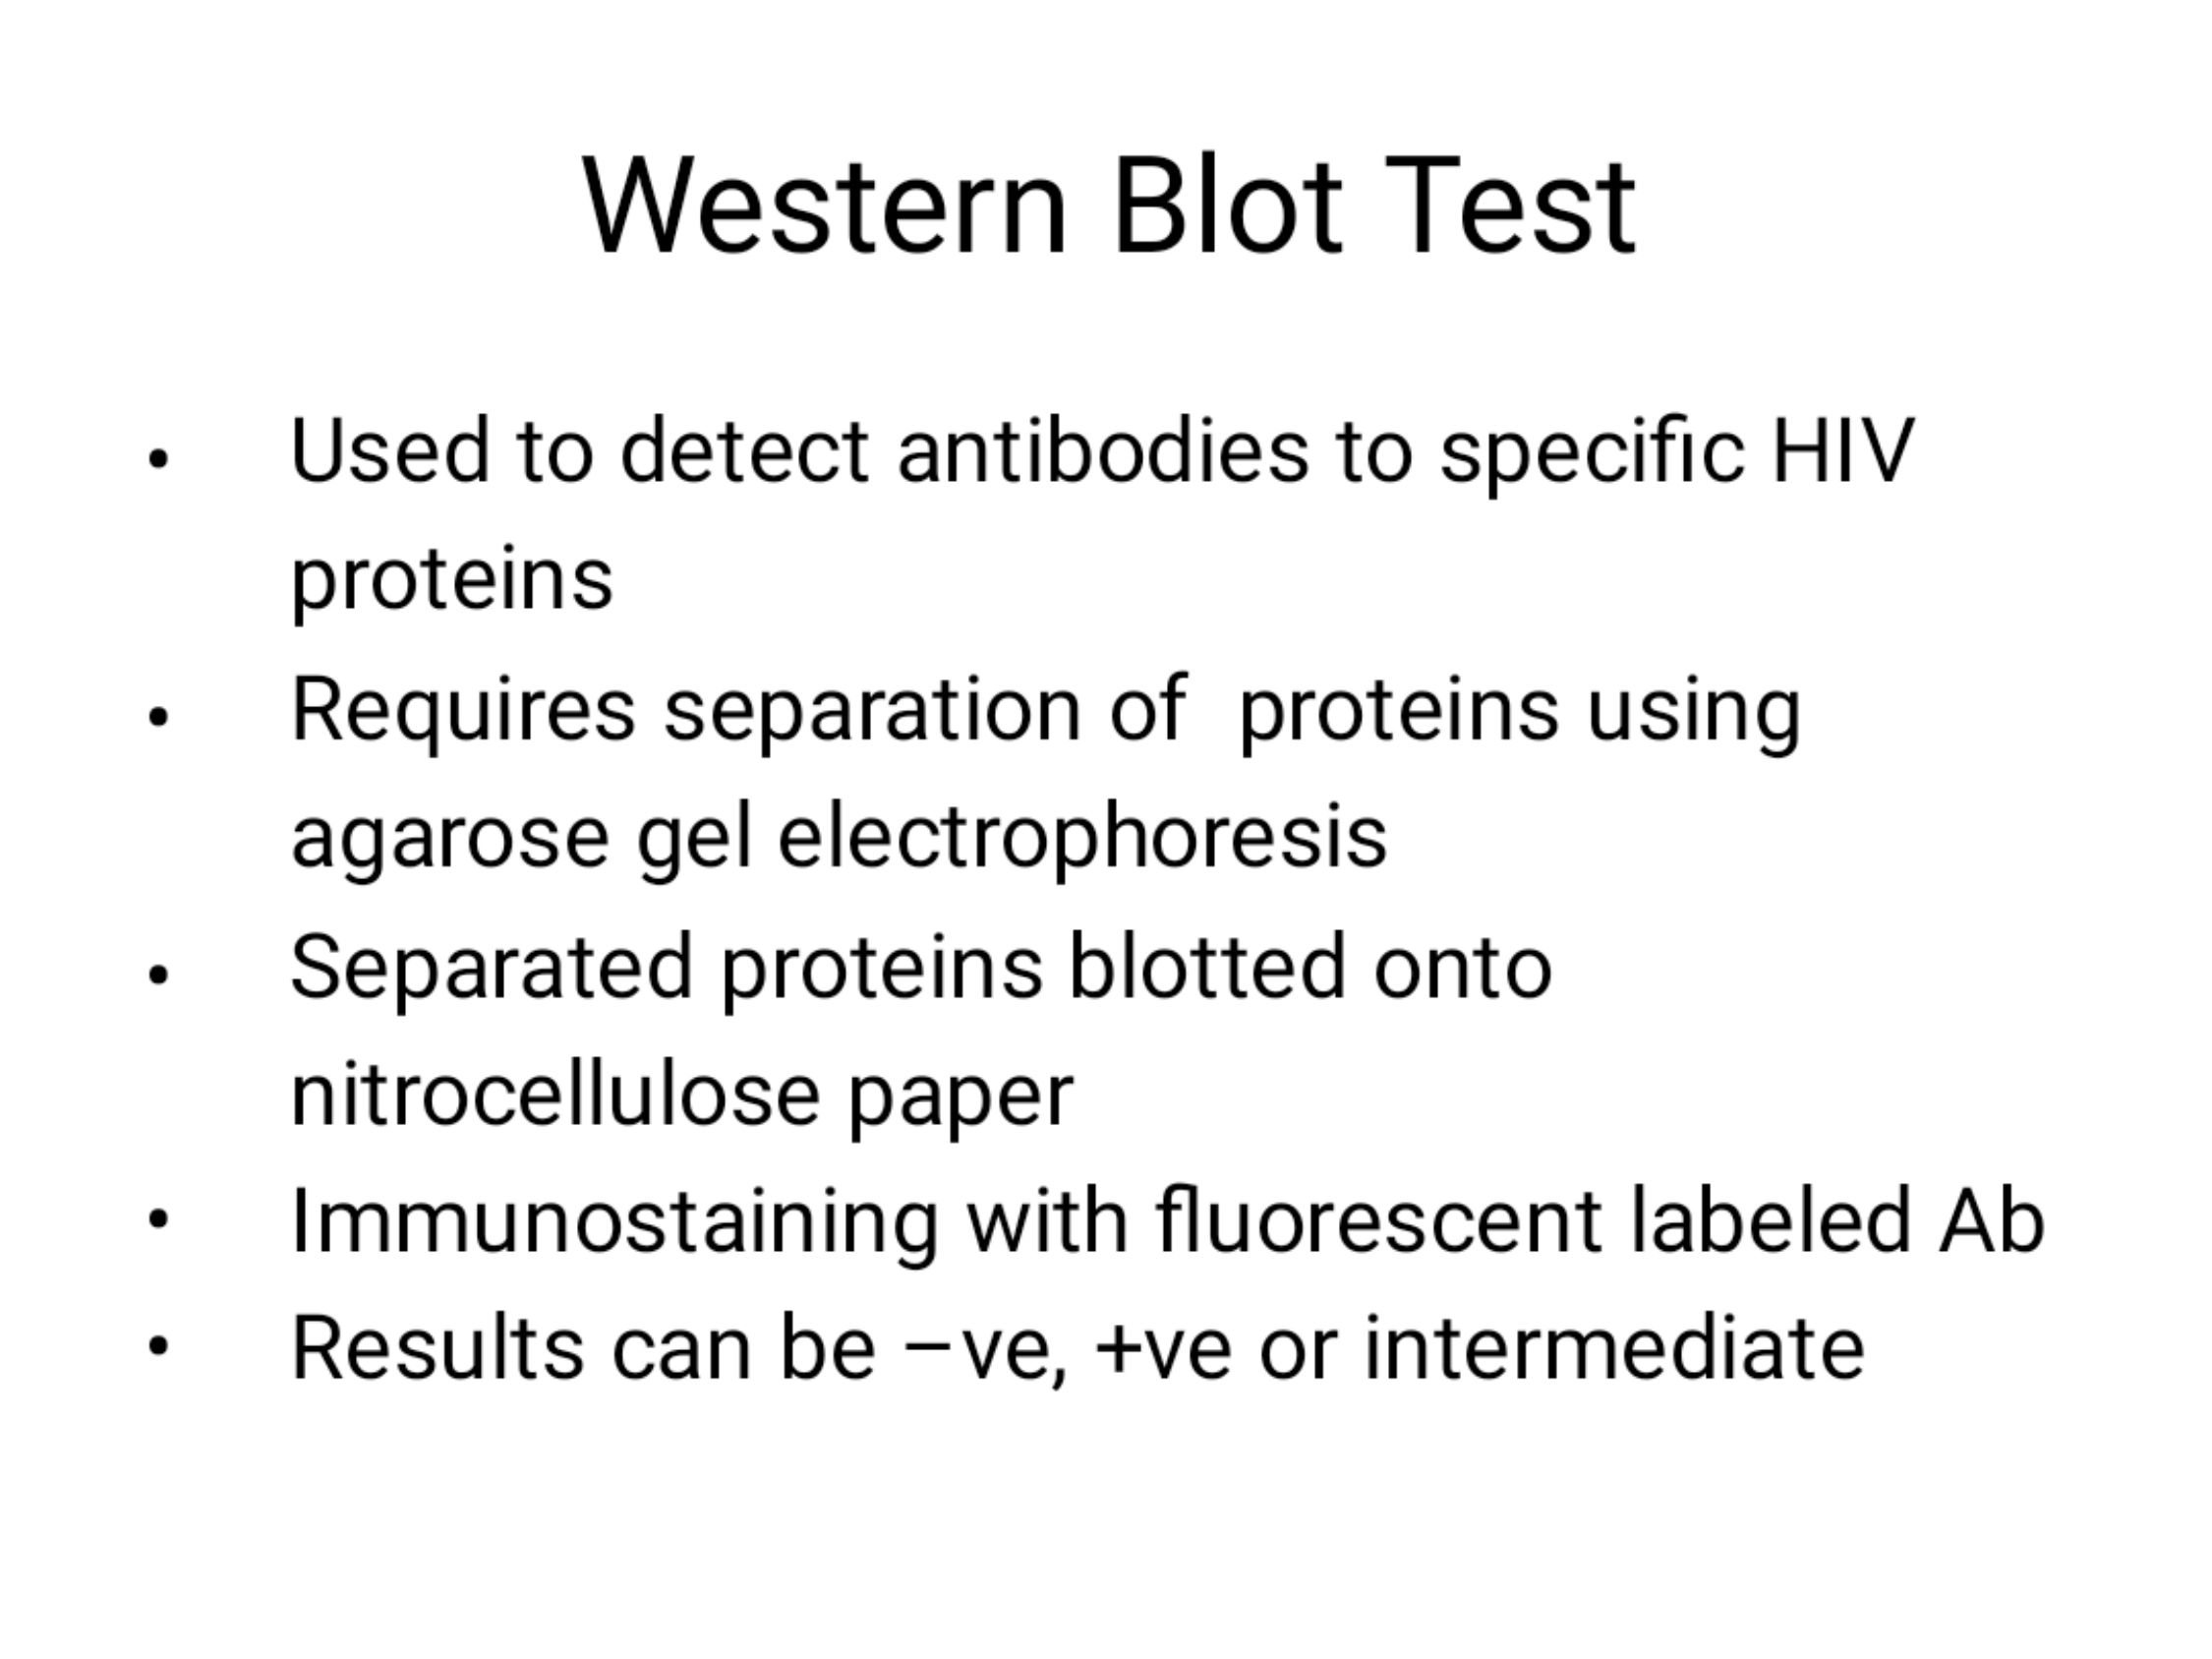 Western Blot Test
• Used to detect antibodies to specific HIV
proteins
• Requires separation of  proteins using
agarose gel electrophoresis
• Separated proteins blotted onto
nitrocellulose paper
• Immunostaining with fluorescent labeled Ab
• Results can be –ve, +ve or intermediate